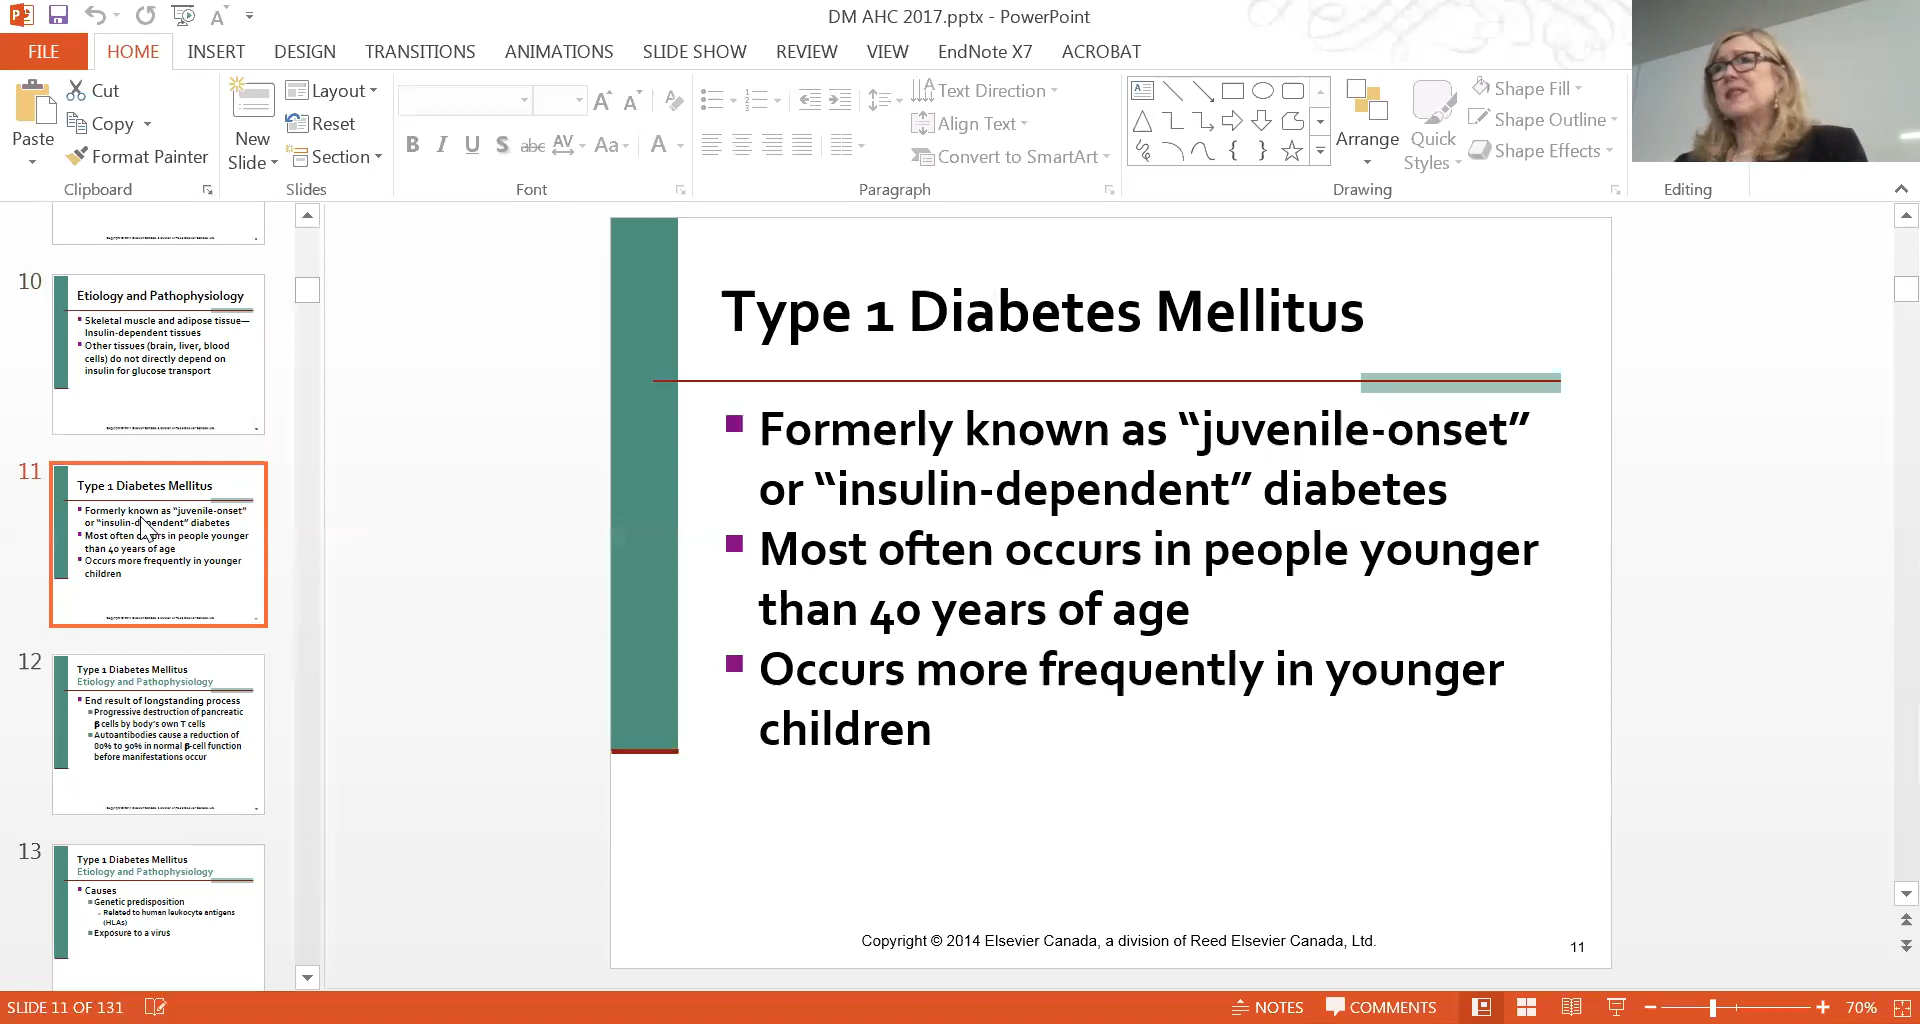 DM AHC 2017.pptx - PowerPoint
FILE
HOME
INSERT
DESIGN
TRANSITIONS
ANIMATIONS
SLIDE SHOW
REVIEW
VIEW
EndNote X7
ACROBAT
Paste
Cut
Copy
Format Painter
Clipboard
New
Slide
Layout
Reset
Section
Slides
B I U S abc AV Aa A
Font
Text Direction
Align Text
Convert to SmartArt
Paragraph
Arrange
Quick
Styles
Shape Fill
Shape Outline
Shape Effects
Drawing
Editing
10
Etiology and Pathophysiology
Skeletal muscle and adipose tissue—
Insulin-dependent tissues
Other tissues (brain, liver, blood
cells) do not directly depend on
insulin for glucose transport
11
Type 1 Diabetes Mellitus
Formerly known as “juvenile-onset”
or “insulin-dependent” diabetes
Most often occurs in people younger
than 40 years of age
Occurs more frequently in younger
children
12
Type 1 Diabetes Mellitus
Etiology and Pathophysiology
End result of longstanding process
Progressive destruction of pancreatic
β cells by body’s own T cells
Autoantibodies cause a reduction of
80% to 90% in normal β-cell function
before manifestations occur
13
Type 1 Diabetes Mellitus
Etiology and Pathophysiology
Causes
Genetic predisposition
Related to human leukocyte antigens
(HLAs)
Exposure to a virus
Type 1 Diabetes Mellitus
Formerly known as “juvenile-onset”
or “insulin-dependent” diabetes
Most often occurs in people younger
than 40 years of age
Occurs more frequently in younger
children
Copyright © 2014 Elsevier Canada, a division of Reed Elsevier Canada, Ltd.
11
SLIDE 11 OF 131
NOTES
COMMENTS
70%